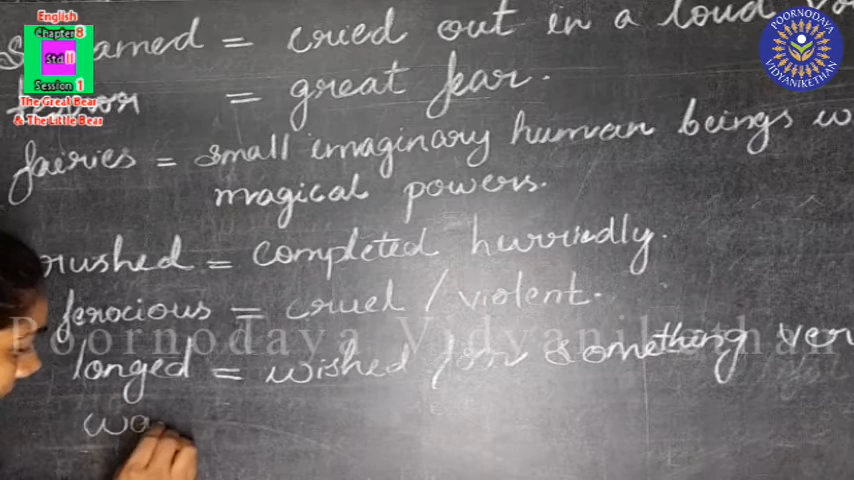 English
Chapter 8
Std II
Session 1
The Great Bear
& The Little Bear
POORNODAYA
VIDYANIKETHAN
= cried out in a loud
= great fear.
fairies = small imaginary human beings
magical powers.
rushed = completed hurriedly.
ferocious = cruel / violent.
Poornodaya Vidyanikethan
longed = wished for something